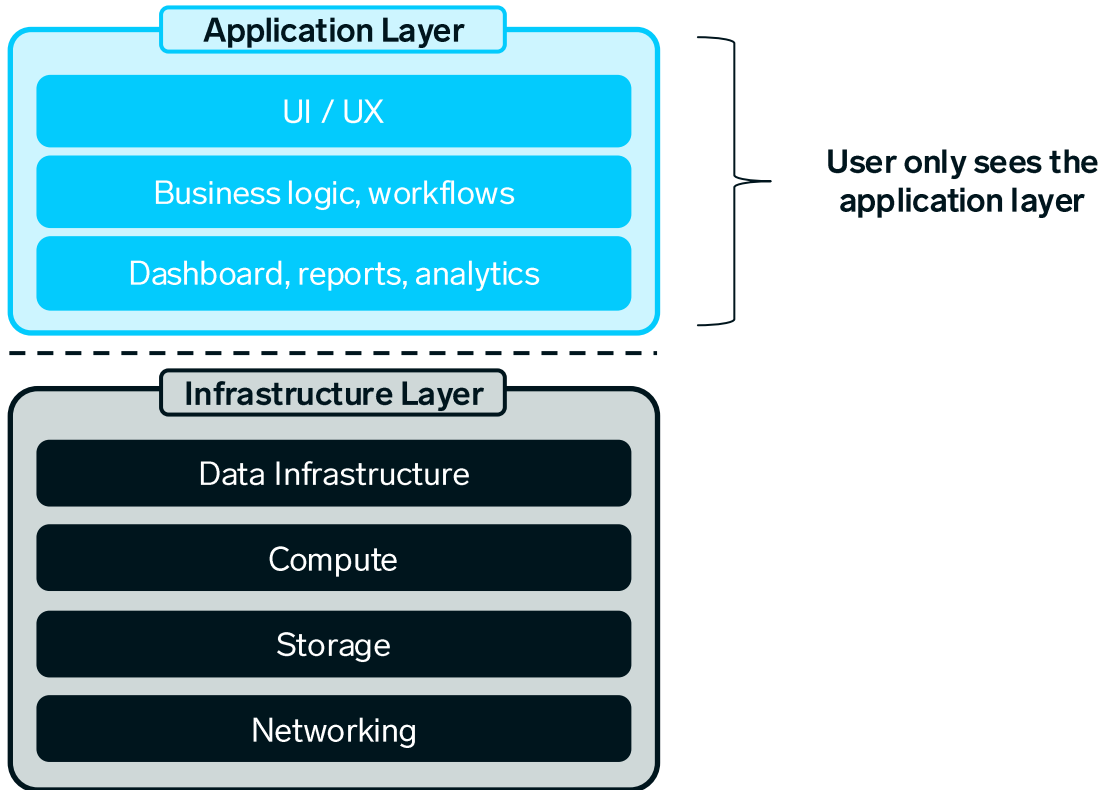 Application Layer
UI / UX
Business logic, workflows
Dashboard, reports, analytics
User only sees the
application layer
Infrastructure Layer
Data Infrastructure
Compute
Storage
Networking